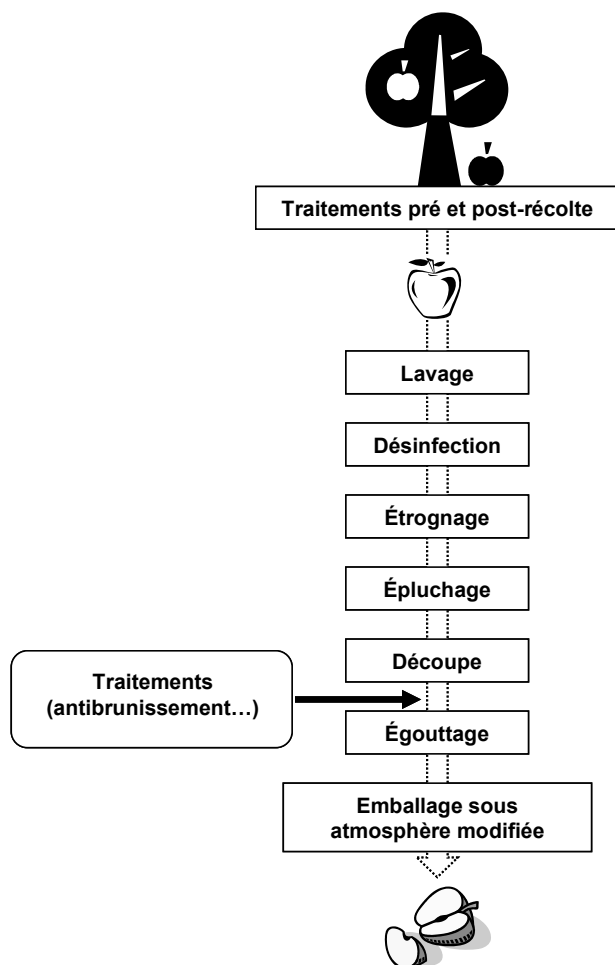 Traitements pré et post-récolte
Lavage
Désinfection
Étrognage
Épluchage
Découpe
Traitements
(antibrunissement…)
Égouttage
Emballage sous
atmosphère modifiée